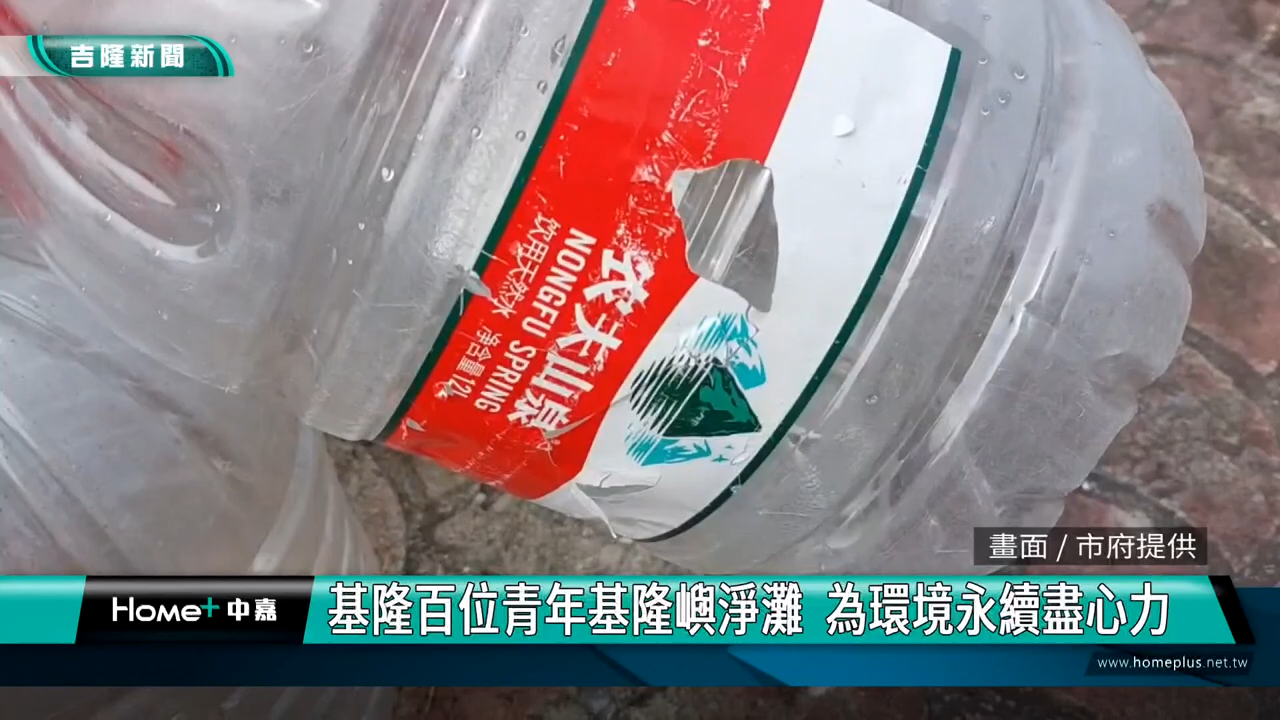 吉隆新聞
农夫山泉
NONGFU SPRING
饮用天然水 净含量12L
畫面 / 市府提供
Home+ 中嘉
基隆百位青年基隆嶼淨灘 為環境永續盡心力
www.homeplus.net.tw